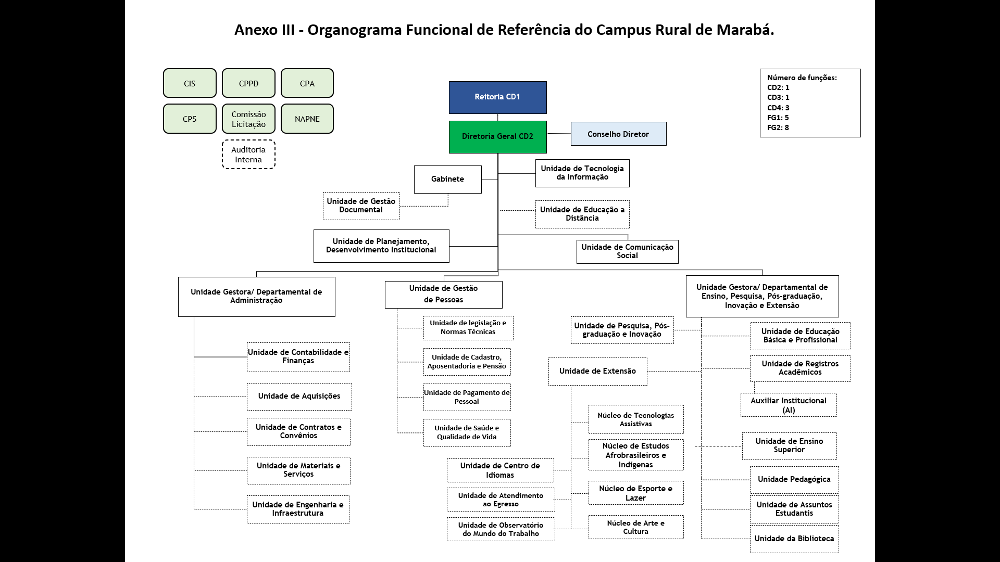 Anexo III - Organograma Funcional de Referência do Campus Rural de Marabá.
CIS
CPPD
CPA
CPS
Comissão
Licitação
NAPNE
Auditoria
Interna
Reitoria CD1
Diretoria Geral CD2
Conselho Diretor
Número de funções:
CD2: 1
CD3: 1
CD4: 3
FG1: 5
FG2: 8
Gabinete
Unidade de Tecnologia
da Informação
Unidade de Gestão
Documental
Unidade de Educação a
Distância
Unidade de Planejamento,
Desenvolvimento Institucional
Unidade de Comunicação
Social
Unidade Gestora/ Departamental de
Administração
Unidade de Contabilidade e
Finanças
Unidade de Aquisições
Unidade de Contratos e
Convênios
Unidade de Materiais e
Serviços
Unidade de Engenharia e
Infraestrutura
Unidade de Gestão
de Pessoas
Unidade de legislação e
Normas Técnicas
Unidade de Cadastro,
Aposentadoria e Pensão
Unidade de Pagamento de
Pessoal
Unidade de Saúde e
Qualidade de Vida
Unidade Gestora/ Departamental de
Ensino, Pesquisa, Pós-graduação,
Inovação e Extensão
Unidade de Pesquisa, Pós-
graduação e Inovação
Unidade de Extensão
Núcleo de Tecnologias
Assistivas
Núcleo de Estudos
Afrobrasileiros e
Indígenas
Núcleo de Esporte e
Lazer
Núcleo de Arte e
Cultura
Unidade de Centro de
Idiomas
Unidade de Atendimento
ao Egresso
Unidade de Observatório
do Mundo do Trabalho
Unidade de Educação
Básica e Profissional
Unidade de Registros
Acadêmicos
Auxiliar Institucional
(AI)
Unidade de Ensino
Superior
Unidade Pedagógica
Unidade de Assuntos
Estudantis
Unidade da Biblioteca